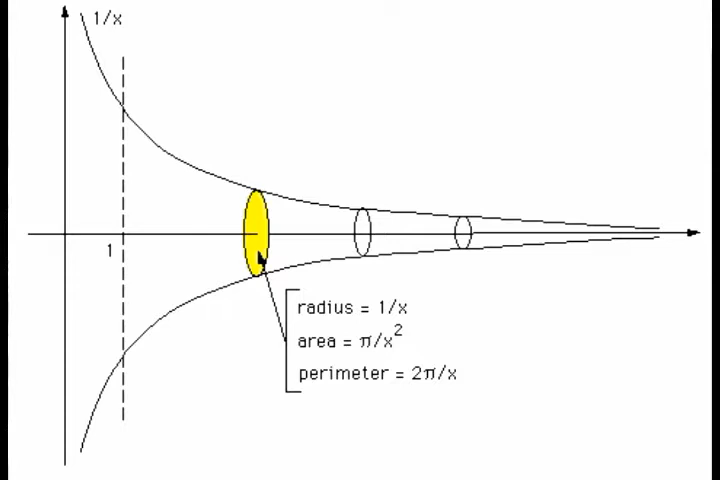 1/x
1
radius = 1/x
area = π/x²
perimeter = 2π/x